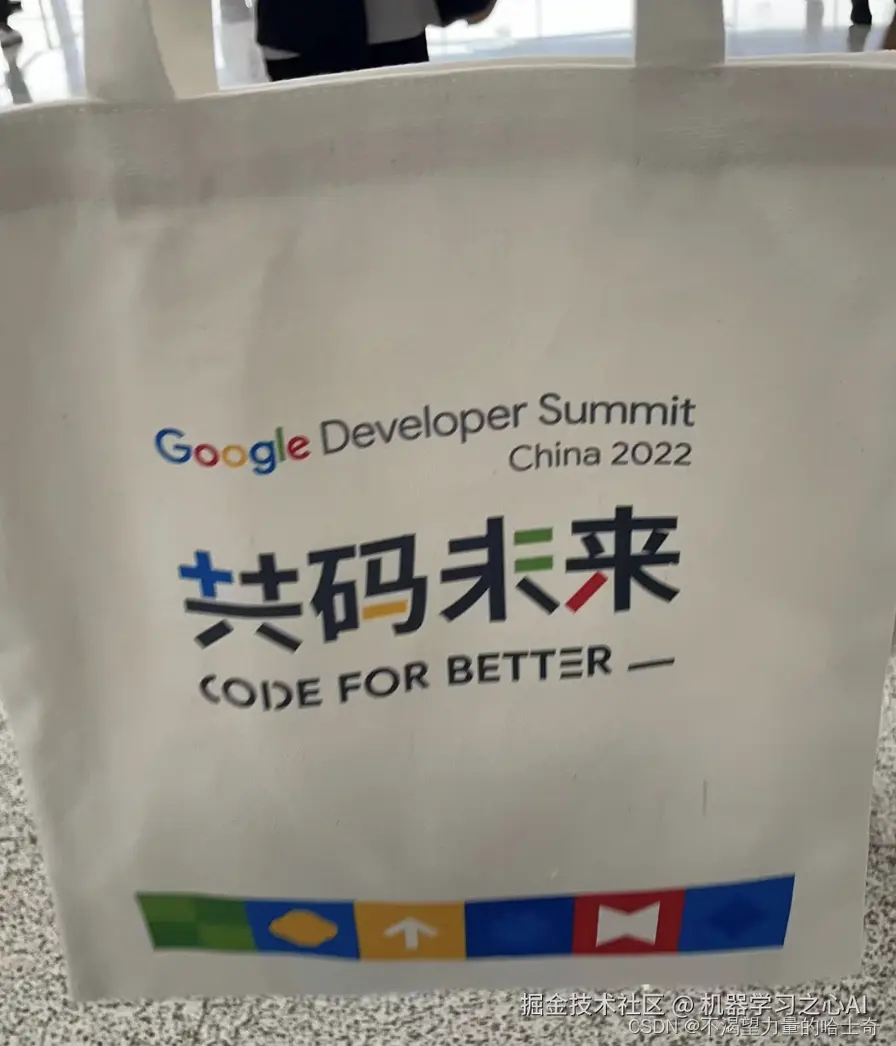 Google Developer Summit
China 2022
共码未来
CODE FOR BETTER —
掘金技术社区 @ 机器学习之心AI
CSDN @不渴望力量的哈士奇